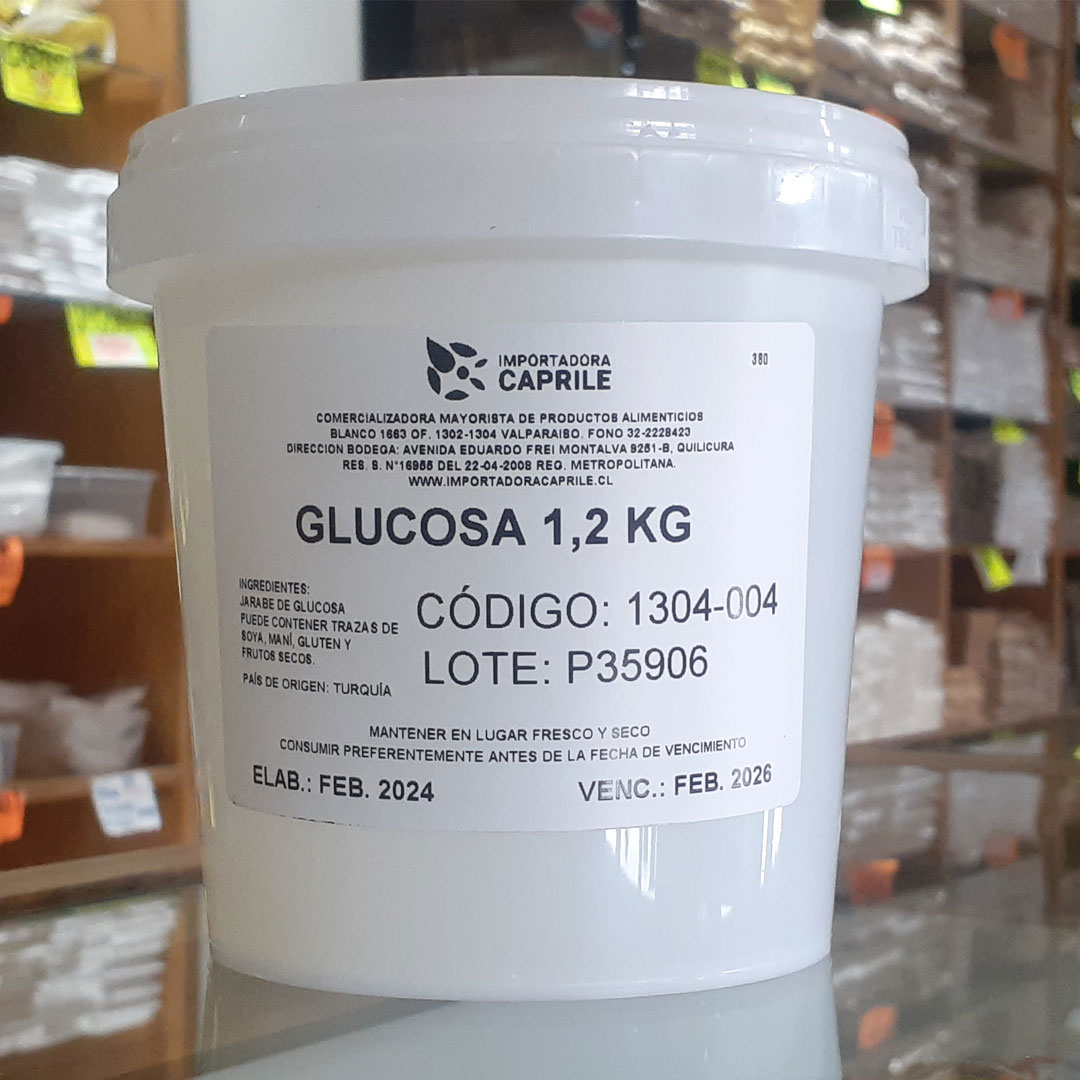 IMPORTADORA
CAPRILE
380
COMERCIALIZADORA MAYORISTA DE PRODUCTOS ALIMENTICIOS
BLANCO 1663 OF. 1302-1304 VALPARAISO. FONO 32-2228423
DIRECCION BODEGA: AVENIDA EDUARDO FREI MONTALVA 9251-B, QUILICURA
RES. S. N°16955 DEL 22-04-2008 REG. METROPOLITANA.
WWW.IMPORTADORACAPRILE.CL
GLUCOSA 1,2 KG
INGREDIENTES:
JARABE DE GLUCOSA
PUEDE CONTENER TRAZAS DE
SOYA, MANÍ, GLUTEN Y
FRUTOS SECOS.
PAÍS DE ORIGEN: TURQUÍA
CÓDIGO: 1304-004
LOTE: P35906
MANTENER EN LUGAR FRESCO Y SECO
CONSUMIR PREFERENTEMENTE ANTES DE LA FECHA DE VENCIMIENTO
ELAB.: FEB. 2024
VENC.: FEB. 2026